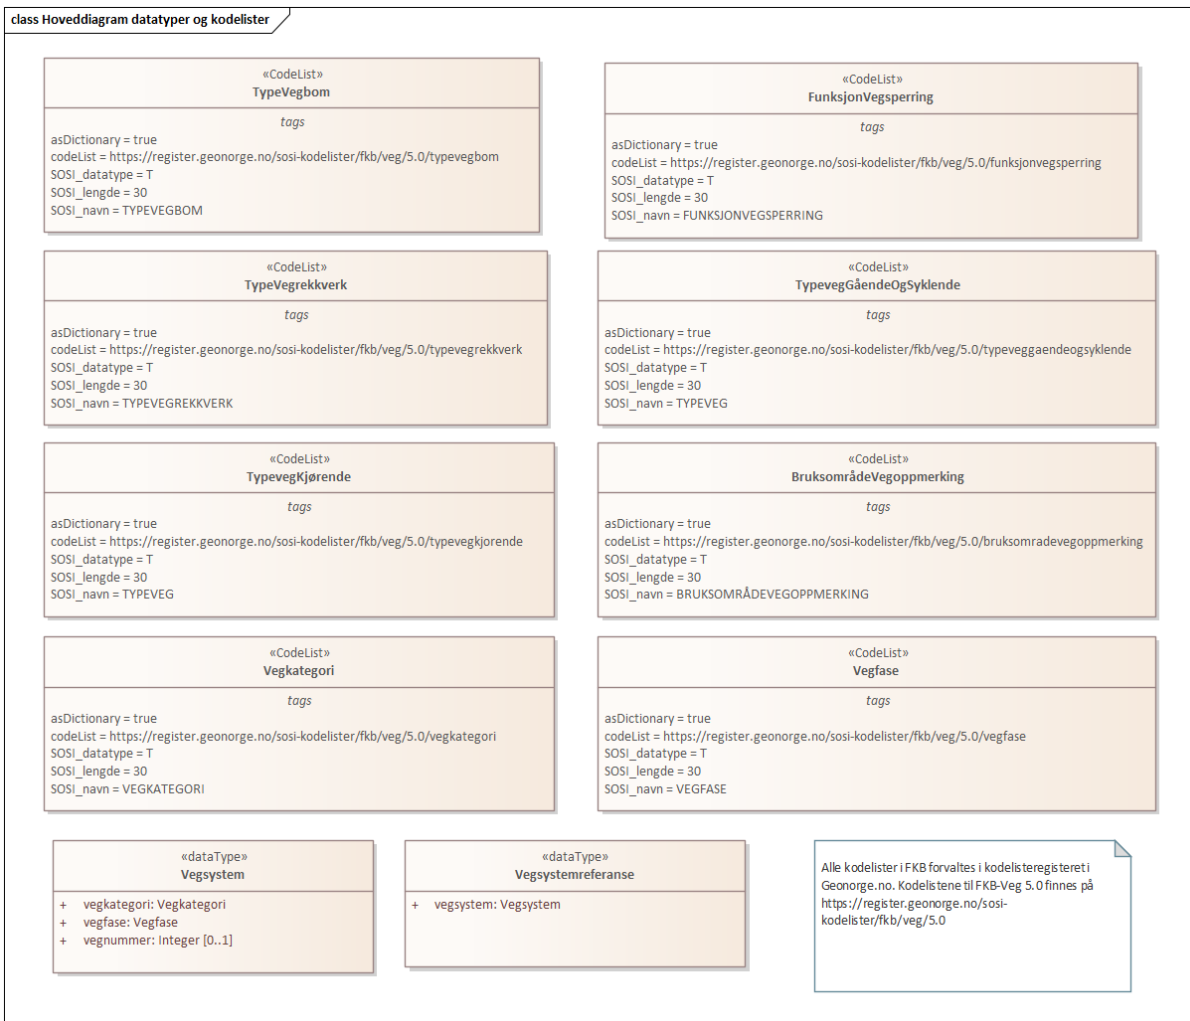 class Hoveddiagram datatyper og kodelister
«CodeList»
TypeVegbom
tags
asDictionary = true
codeList = https://register.geonorge.no/sosi-kodelister/fkb/veg/5.0/typevegbom
SOSI_datatype = T
SOSI_lengde = 30
SOSI_navn = TYPEVEGBOM
«CodeList»
FunksjonVegsperring
tags
asDictionary = true
codeList = https://register.geonorge.no/sosi-kodelister/fkb/veg/5.0/funksjonvegsperring
SOSI_datatype = T
SOSI_lengde = 30
SOSI_navn = FUNKSJONVEGSPERRING
«CodeList»
TypeVegrekkverk
tags
asDictionary = true
codeList = https://register.geonorge.no/sosi-kodelister/fkb/veg/5.0/typevegrekkverk
SOSI_datatype = T
SOSI_lengde = 30
SOSI_navn = TYPEVEGREKKVERK
«CodeList»
TypevegGåendeOgSyklende
tags
asDictionary = true
codeList = https://register.geonorge.no/sosi-kodelister/fkb/veg/5.0/typeveggaendeogsyklende
SOSI_datatype = T
SOSI_lengde = 30
SOSI_navn = TYPEVEG
«CodeList»
TypevegKjørende
tags
asDictionary = true
codeList = https://register.geonorge.no/sosi-kodelister/fkb/veg/5.0/typevegkjorende
SOSI_datatype = T
SOSI_lengde = 30
SOSI_navn = TYPEVEG
«CodeList»
BruksområdeVegoppmerking
tags
asDictionary = true
codeList = https://register.geonorge.no/sosi-kodelister/fkb/veg/5.0/bruksomradevegoppmerking
SOSI_datatype = T
SOSI_lengde = 30
SOSI_navn = BRUKSOMRÅDEVEGOPPMERKING
«CodeList»
Vegkategori
tags
asDictionary = true
codeList = https://register.geonorge.no/sosi-kodelister/fkb/veg/5.0/vegkategori
SOSI_datatype = T
SOSI_lengde = 30
SOSI_navn = VEGKATEGORI
«CodeList»
Vegfase
tags
asDictionary = true
codeList = https://register.geonorge.no/sosi-kodelister/fkb/veg/5.0/vegfase
SOSI_datatype = T
SOSI_lengde = 30
SOSI_navn = VEGFASE
«dataType»
Vegsystem
+ vegkategori: Vegkategori
+ vegfase: Vegfase
+ vegnummer: Integer [0..1]
«dataType»
Vegsystemreferanse
+ vegsystem: Vegsystem
Alle kodelister i FKB forvaltes i kodelisteregisteret i
Geonorge.no. Kodelistene til FKB-Veg 5.0 finnes på
https://register.geonorge.no/sosi-
kodelister/fkb/veg/5.0